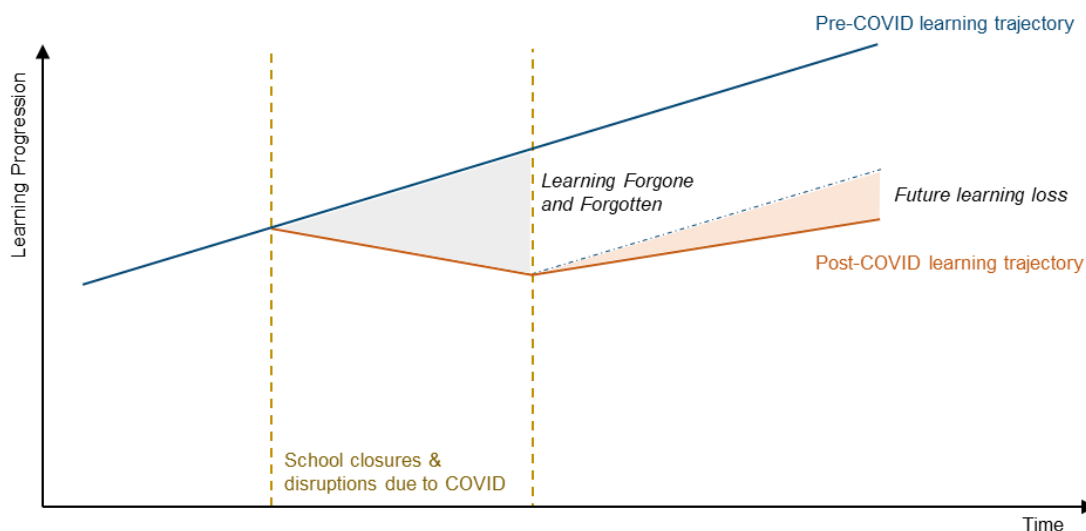 Pre-COVID learning trajectory
Learning Progression
Learning Forgone
and Forgotten
Future learning loss
Post-COVID learning trajectory
School closures &
disruptions due to COVID
Time